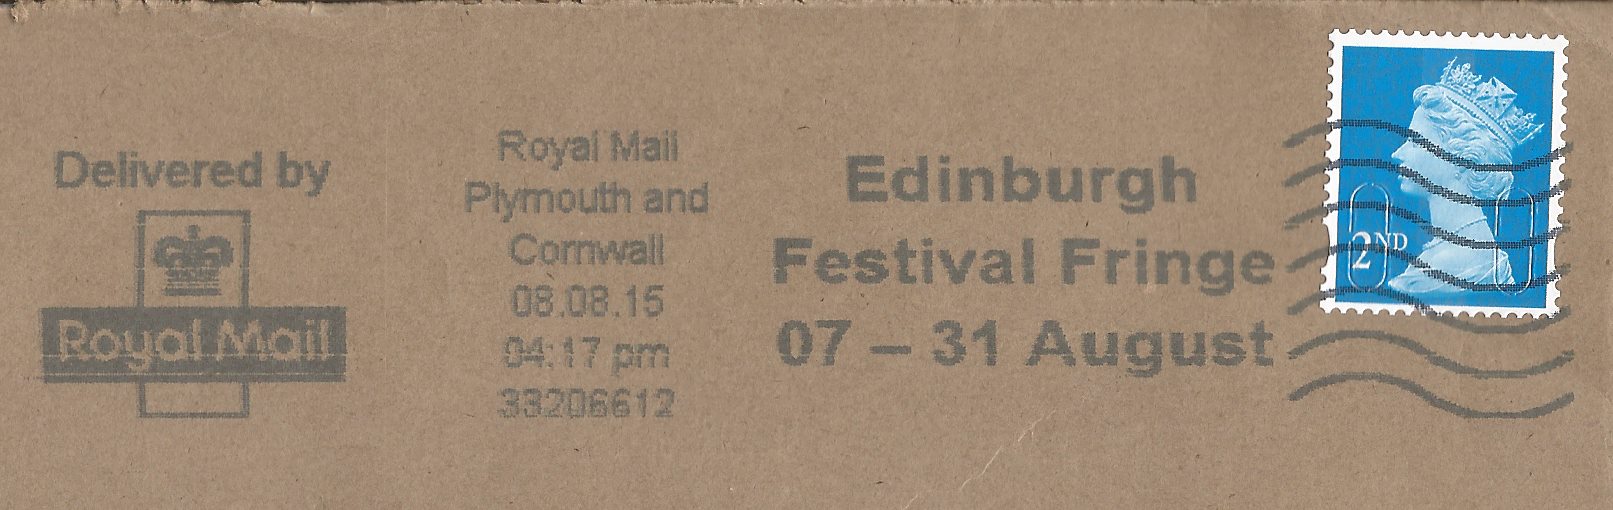 Delivered by
Royal Mail
Royal Mail
Plymouth and
Cornwall
08.08.15
04:17 pm
33206612
Edinburgh
Festival Fringe
07 – 31 August
2ND